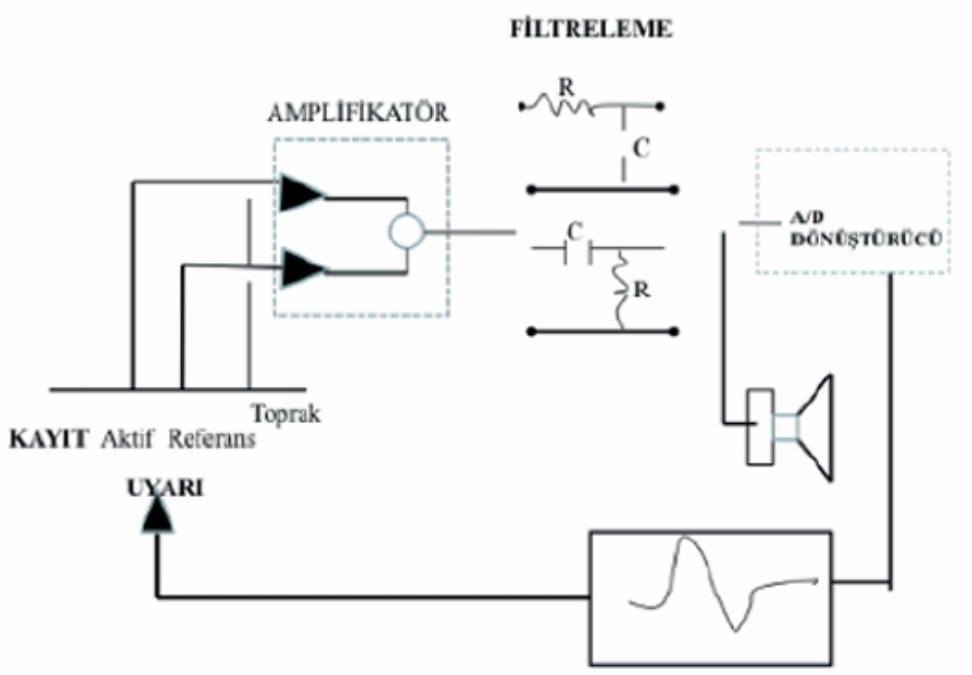 FİLTRELEME
R
AMPLİFİKATÖR
C
A/D
DÖNÜŞTÜRÜCÜ
C
R
Toprak
KAYIT Aktif Referans
UYARI